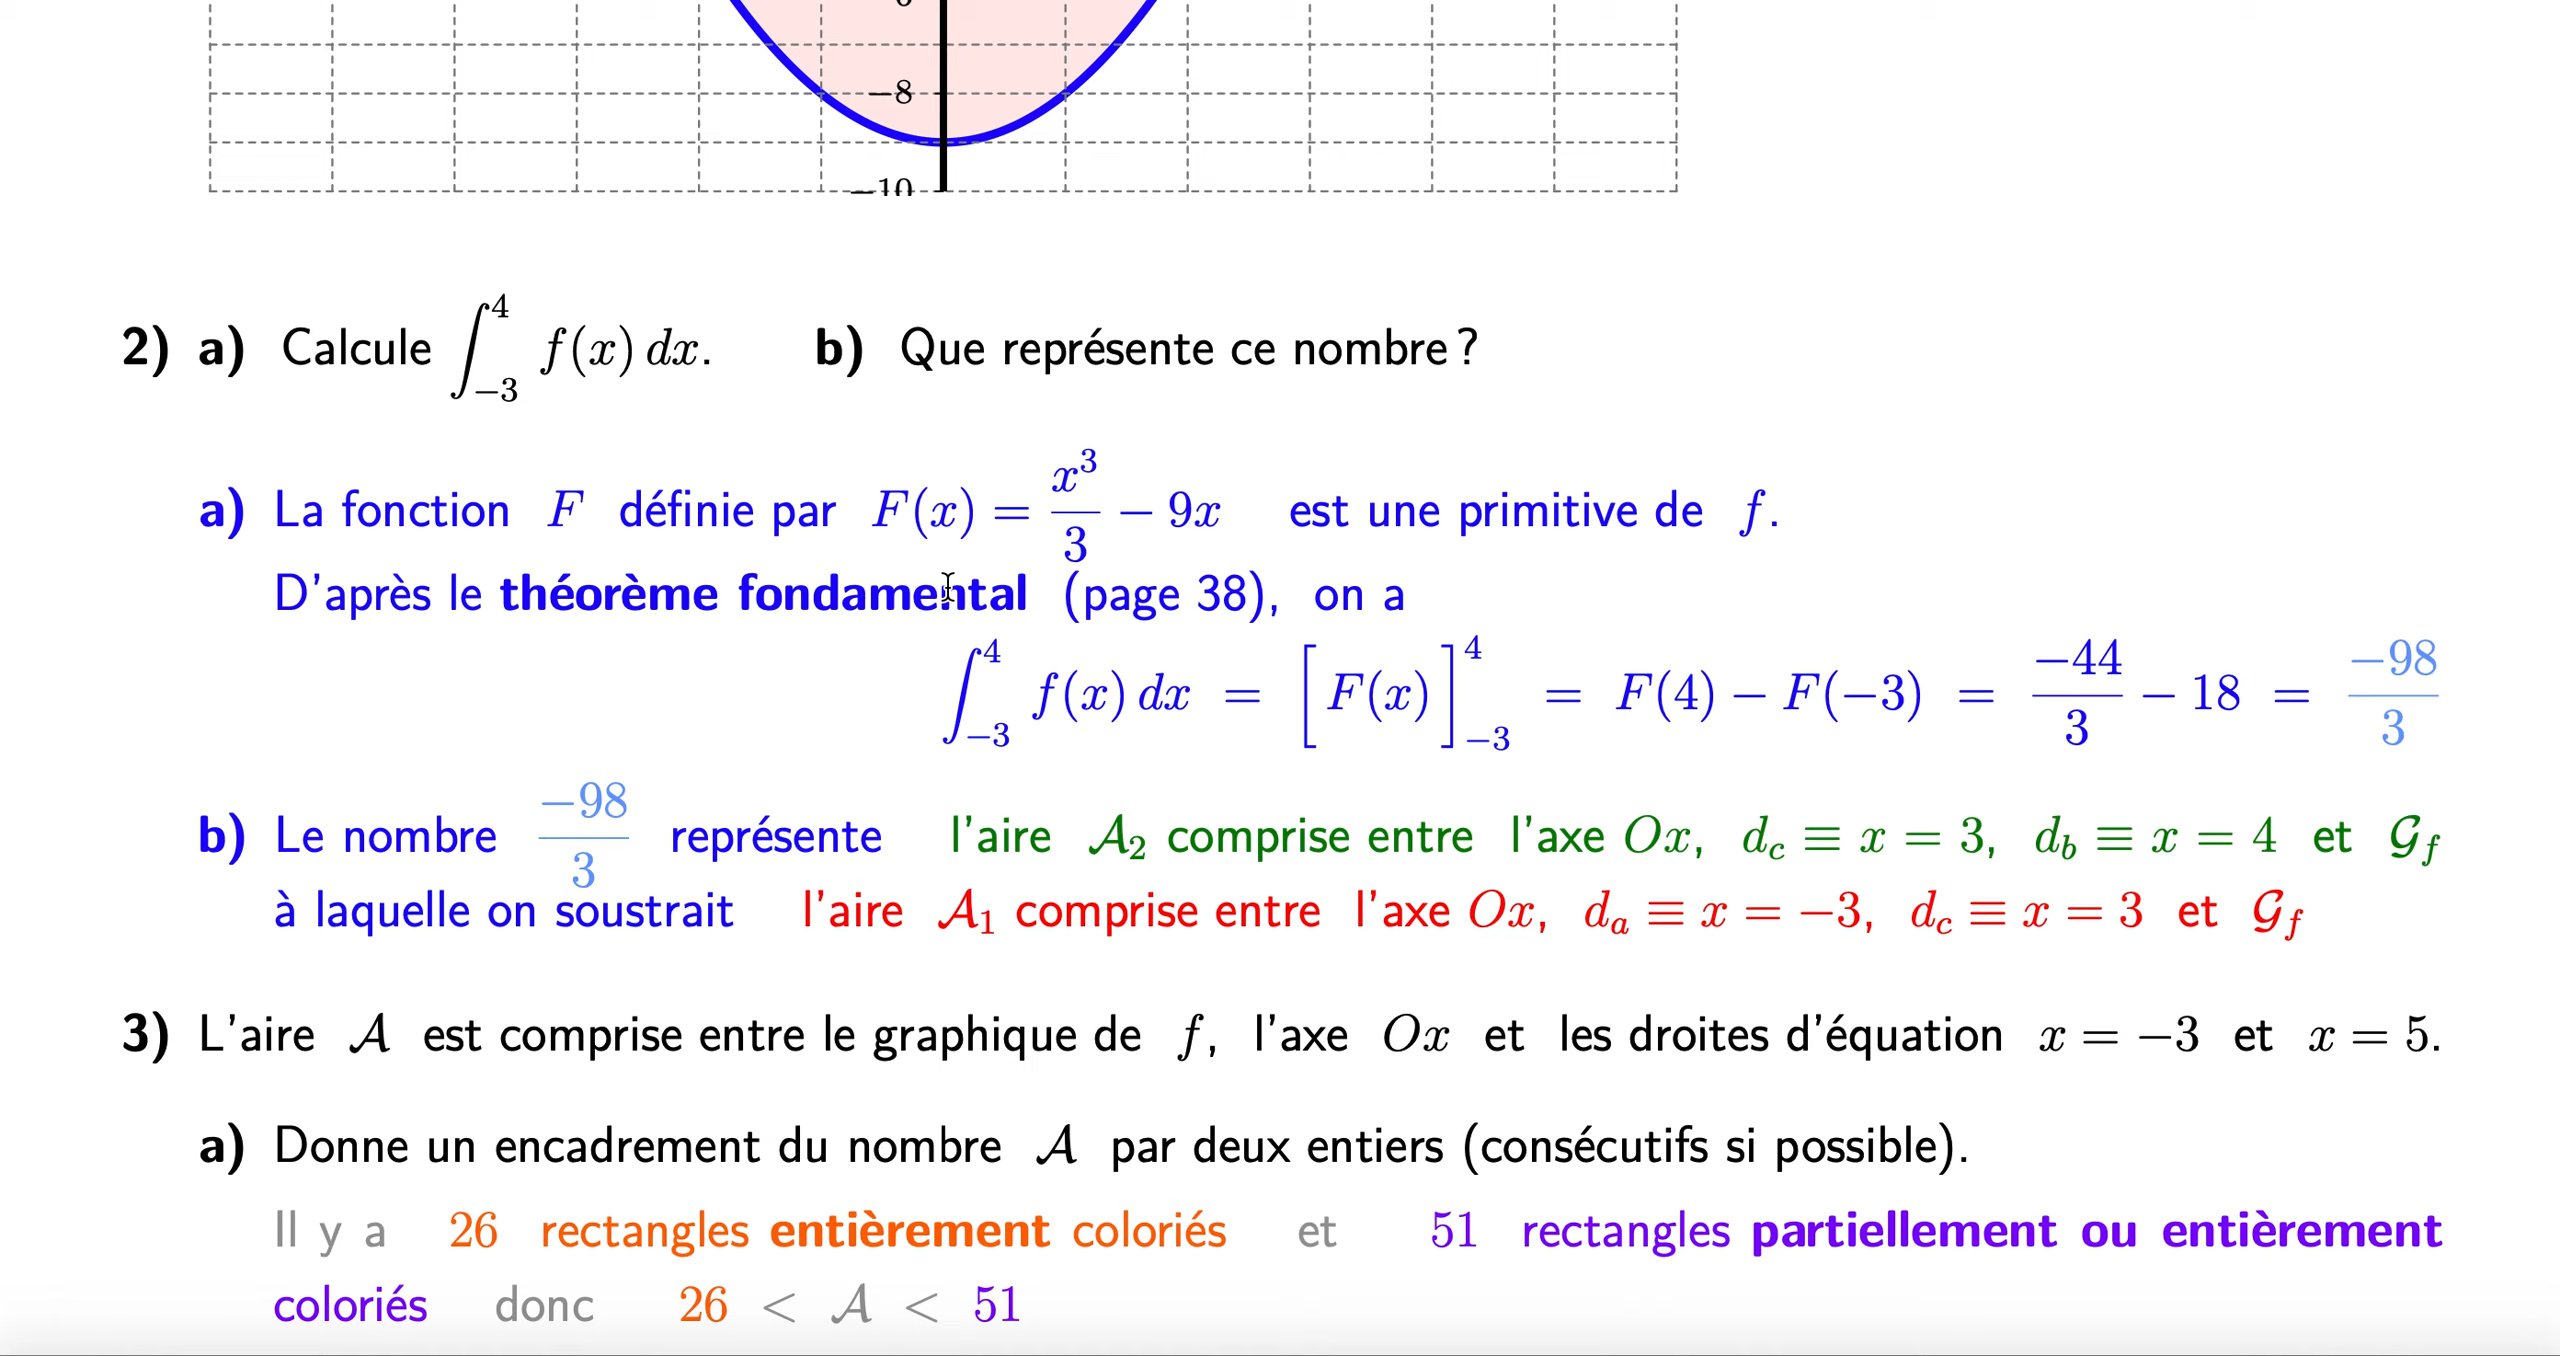 −8
−10
2) a) Calcule ∫_{−3}^{4} f(x) dx. b) Que représente ce nombre ?
a) La fonction F définie par F(x) = x³/3 − 9x est une primitive de f.
D'après le théorème fondamental (page 38), on a
∫_{−3}^{4} f(x) dx = [F(x)]_{−3}^{4} = F(4) − F(−3) = −44/3 − 18 = −98/3
b) Le nombre −98/3 représente l'aire 𝒜₂ comprise entre l'axe Ox, d_c ≡ x = 3, d_b ≡ x = 4 et 𝒢_f
à laquelle on soustrait l'aire 𝒜₁ comprise entre l'axe Ox, d_a ≡ x = −3, d_c ≡ x = 3 et 𝒢_f
3) L'aire 𝒜 est comprise entre le graphique de f, l'axe Ox et les droites d'équation x = −3 et x = 5.
a) Donne un encadrement du nombre 𝒜 par deux entiers (consécutifs si possible).
Il y a 26 rectangles entièrement coloriés et 51 rectangles partiellement ou entièrement
coloriés donc 26 < 𝒜 < 51